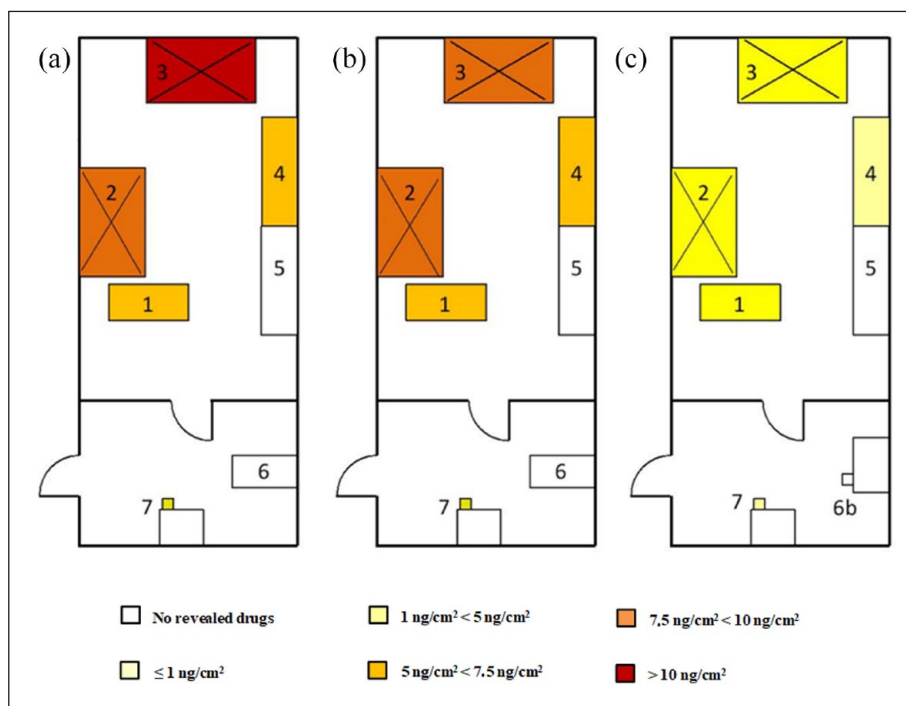 (a) (b) (c)
3 3 3
4 4 4
2 2 2
5 5 5
1 1 1
6 6
7 7 7 6b
No revealed drugs 1 ng/cm² < 5 ng/cm² 7,5 ng/cm² < 10 ng/cm²
≤ 1 ng/cm² 5 ng/cm² < 7.5 ng/cm² > 10 ng/cm²